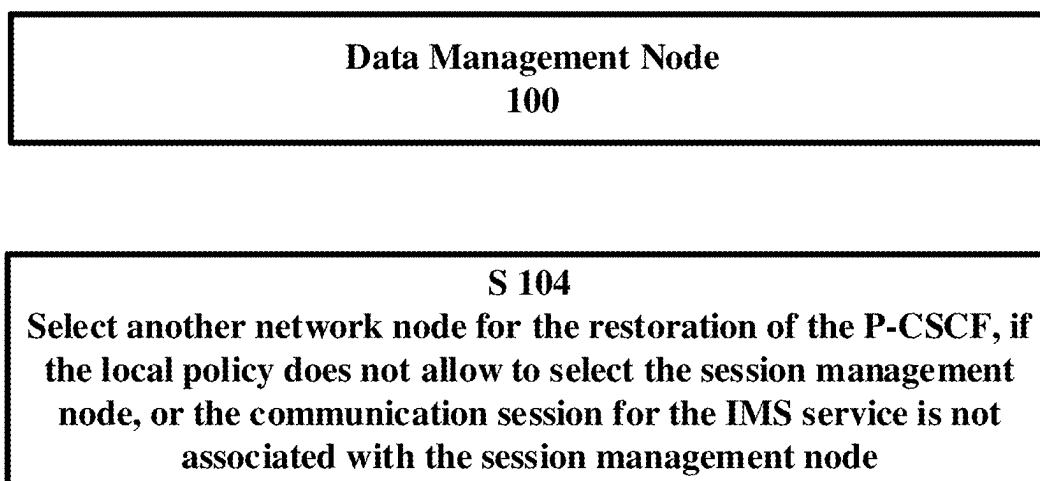 Data Management Node
100
S 104
Select another network node for the restoration of the P-CSCF, if
the local policy does not allow to select the session management
node, or the communication session for the IMS service is not
associated with the session management node